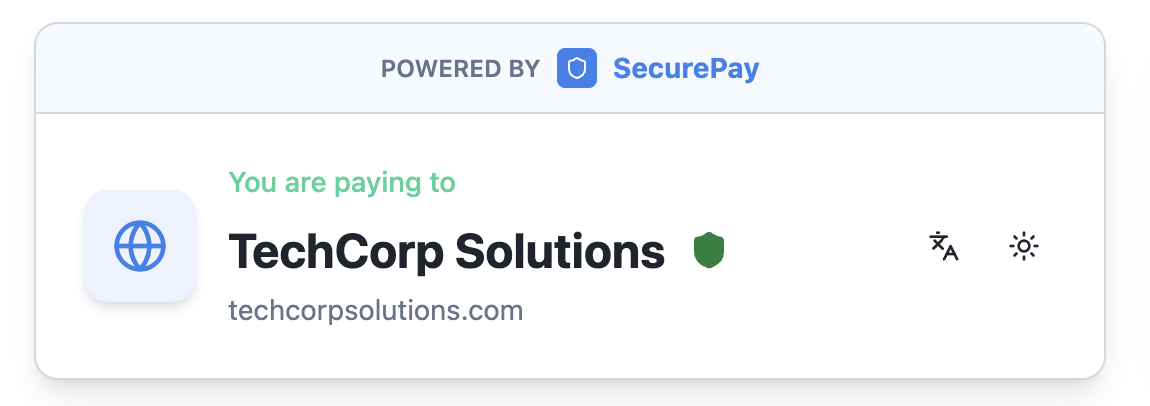 POWERED BY SecurePay
You are paying to
TechCorp Solutions
techcorpsolutions.com